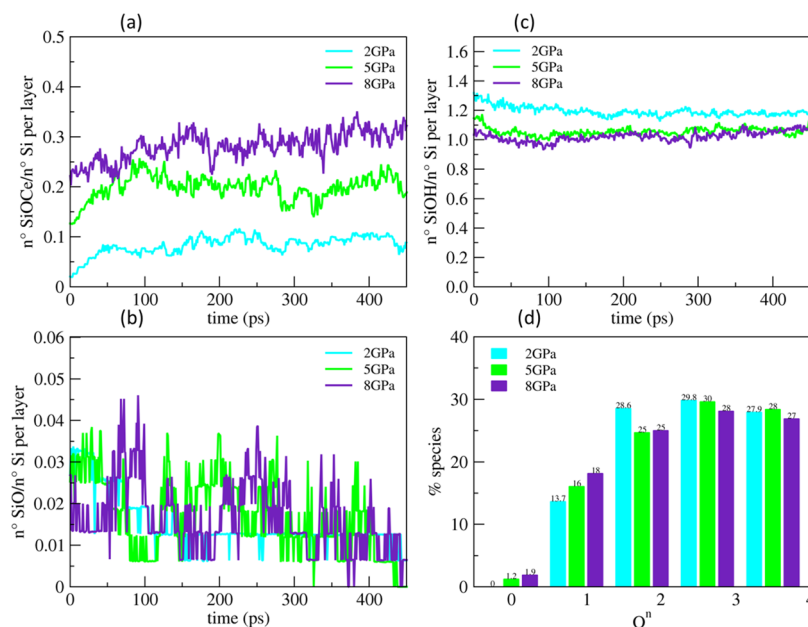 (a)
0.5
0.4
0.3
0.2
0.1
0
n° SiOCe/n° Si per layer
2GPa
5GPa
8GPa
0 100 200 300 400
time (ps)
(c)
1.6
1.4
1.2
1.0
0.8
0.6
0.4
0.2
0.0
n° SiOH/n° Si per layer
2GPa
5GPa
8GPa
0 100 200 300 400
time (ps)
(b)
0.06
0.05
0.04
0.03
0.02
0.01
0
n° SiO/n° Si per layer
2GPa
5GPa
8GPa
0 100 200 300 400
time (ps)
(d)
40
30
20
10
0
% species
2GPa
5GPa
8GPa
0 1.2 1.9
13.7 16 18
28.6 25 25
29.8 30 28
27.9 28 27
0 1 2 3 4
Q^n